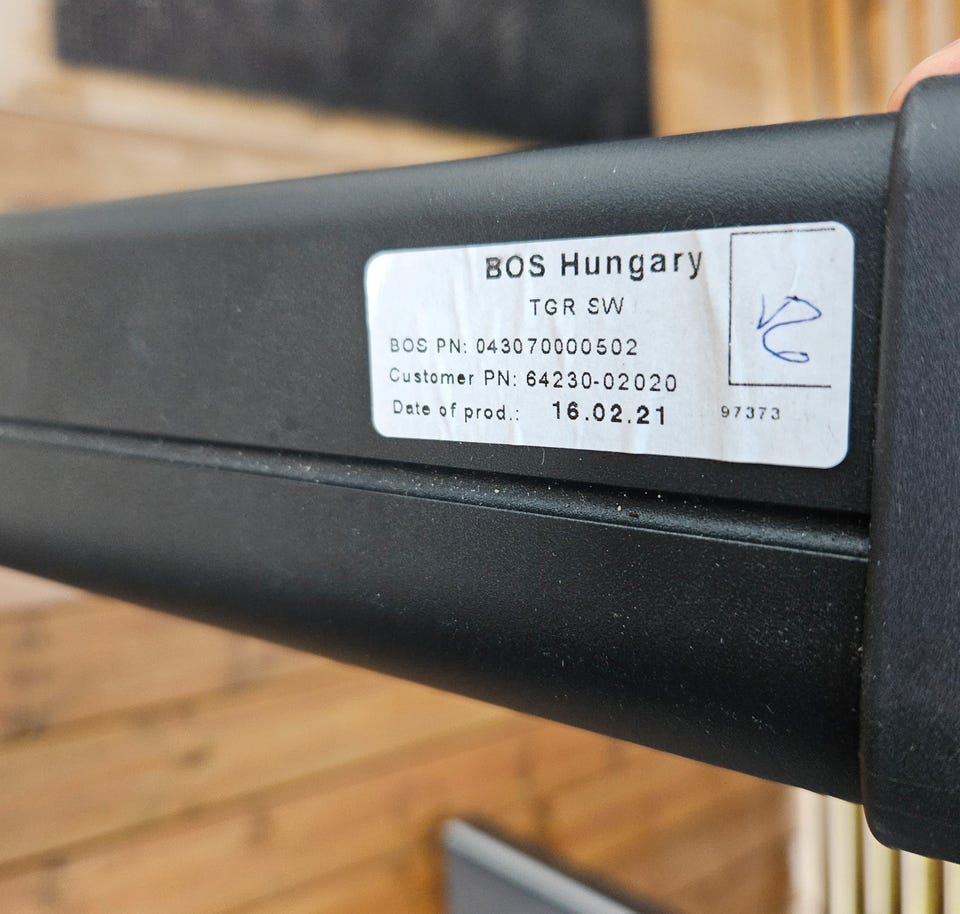 BOS Hungary
TGR SW
BOS PN: 043070000502
Customer PN: 64230-02020
Date of prod.: 16.02.21
97373